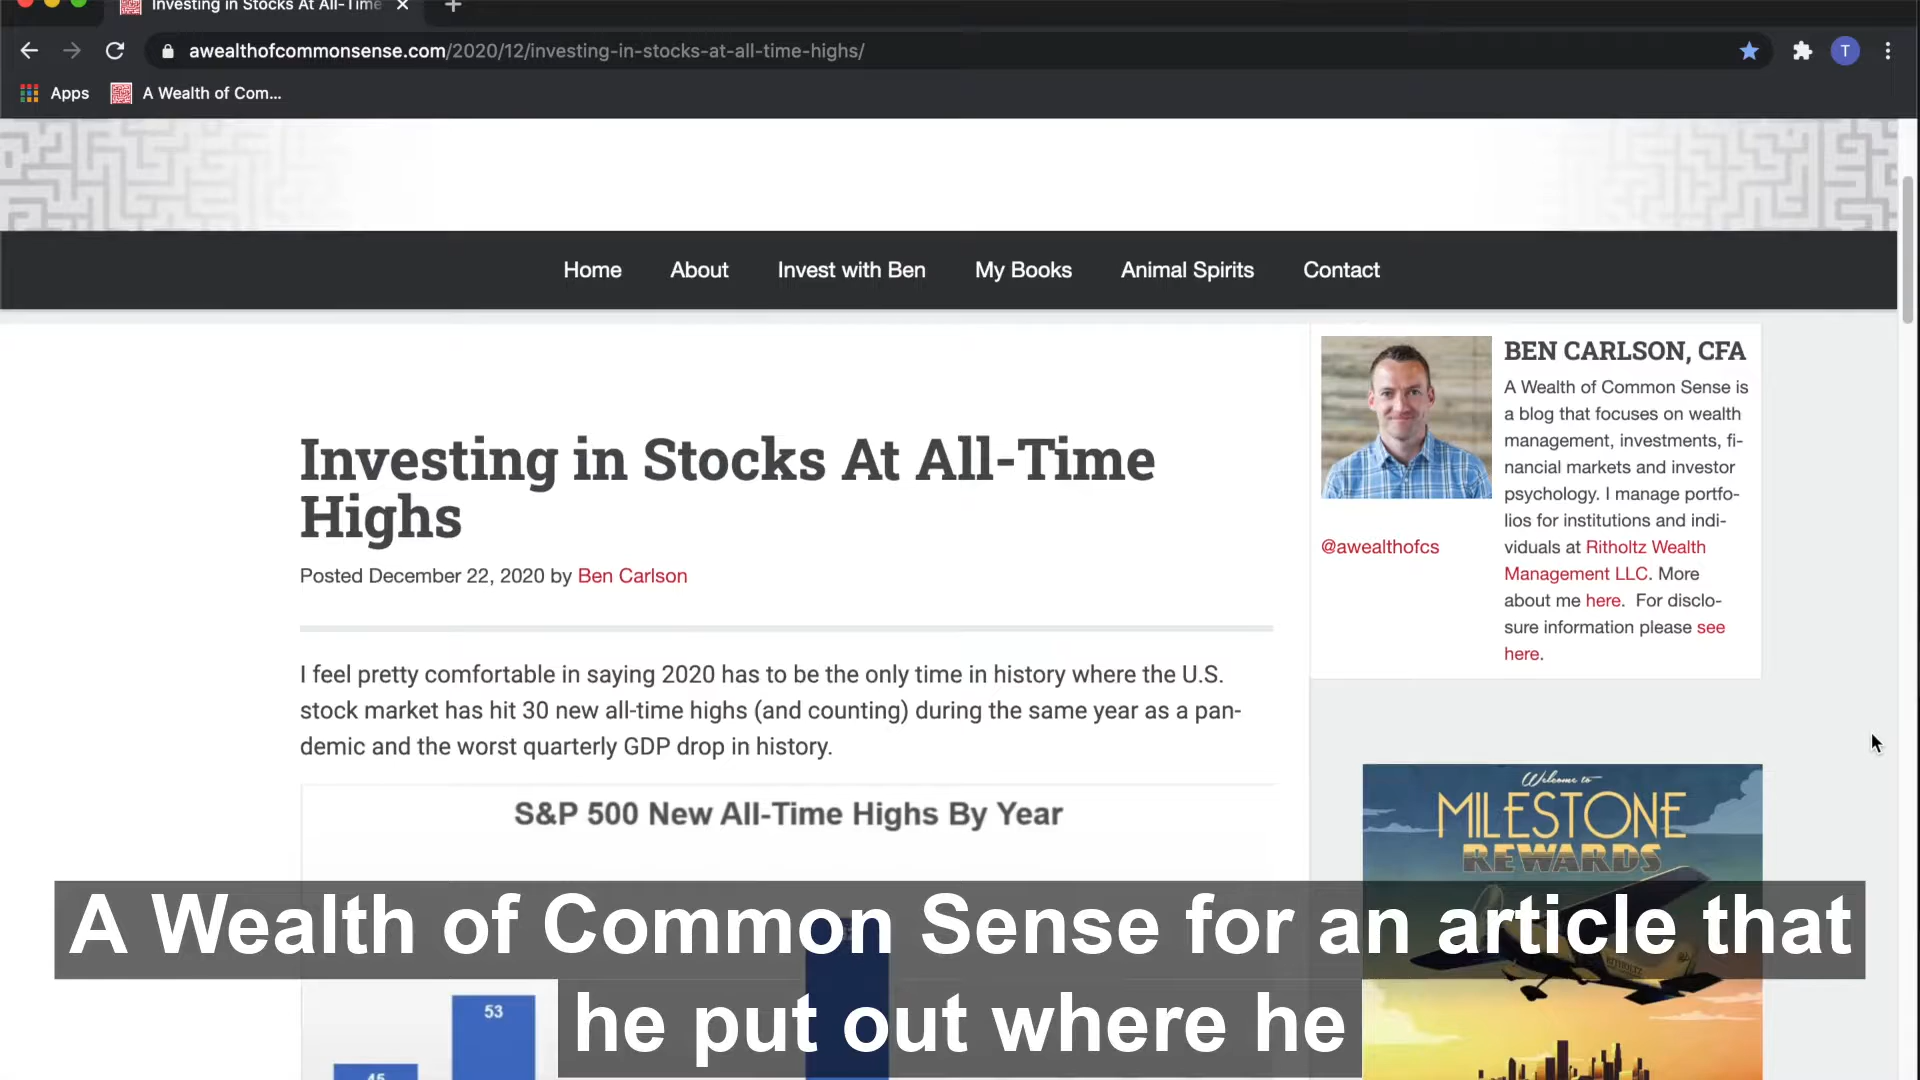 Investing in Stocks At All-Time
awealthofcommonsense.com/2020/12/investing-in-stocks-at-all-time-highs/
T
Apps
A Wealth of Com...
Home
About
Invest with Ben
My Books
Animal Spirits
Contact
Investing in Stocks At All-Time
Highs
Posted December 22, 2020 by Ben Carlson
I feel pretty comfortable in saying 2020 has to be the only time in history where the U.S.
stock market has hit 30 new all-time highs (and counting) during the same year as a pan-
demic and the worst quarterly GDP drop in history.
S&P 500 New All-Time Highs By Year
53
45
BEN CARLSON, CFA
A Wealth of Common Sense is
a blog that focuses on wealth
management, investments, fi-
nancial markets and investor
psychology. I manage portfo-
lios for institutions and indi-
viduals at Ritholtz Wealth
Management LLC. More
about me here. For disclo-
sure information please see
here.
@awealthofcs
Welcome to
MILESTONE
REWARDS
RITHOLTZ
A Wealth of Common Sense for an article that
he put out where he